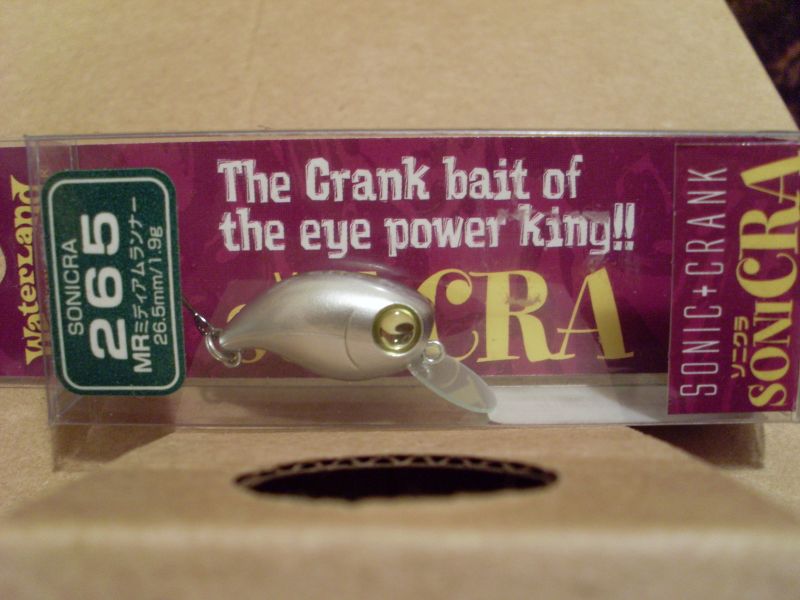 WaterLand
SONICRA
265
MRミディアムランナー
26.5mm/1.9g
The Crank bait of
the eye power king!!
CRA
SONIC+CRANK
ソニクラ
SONICRA